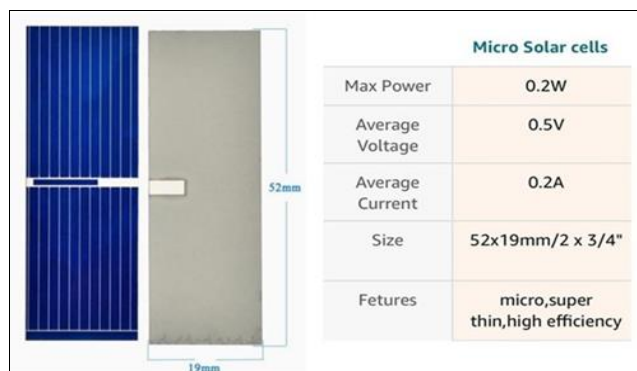 52mm
19mm
Micro Solar cells
Max Power
0.2W
Average
Voltage
0.5V
Average
Current
0.2A
Size
52x19mm/2 x 3/4"
Fetures
micro,super
thin,high efficiency